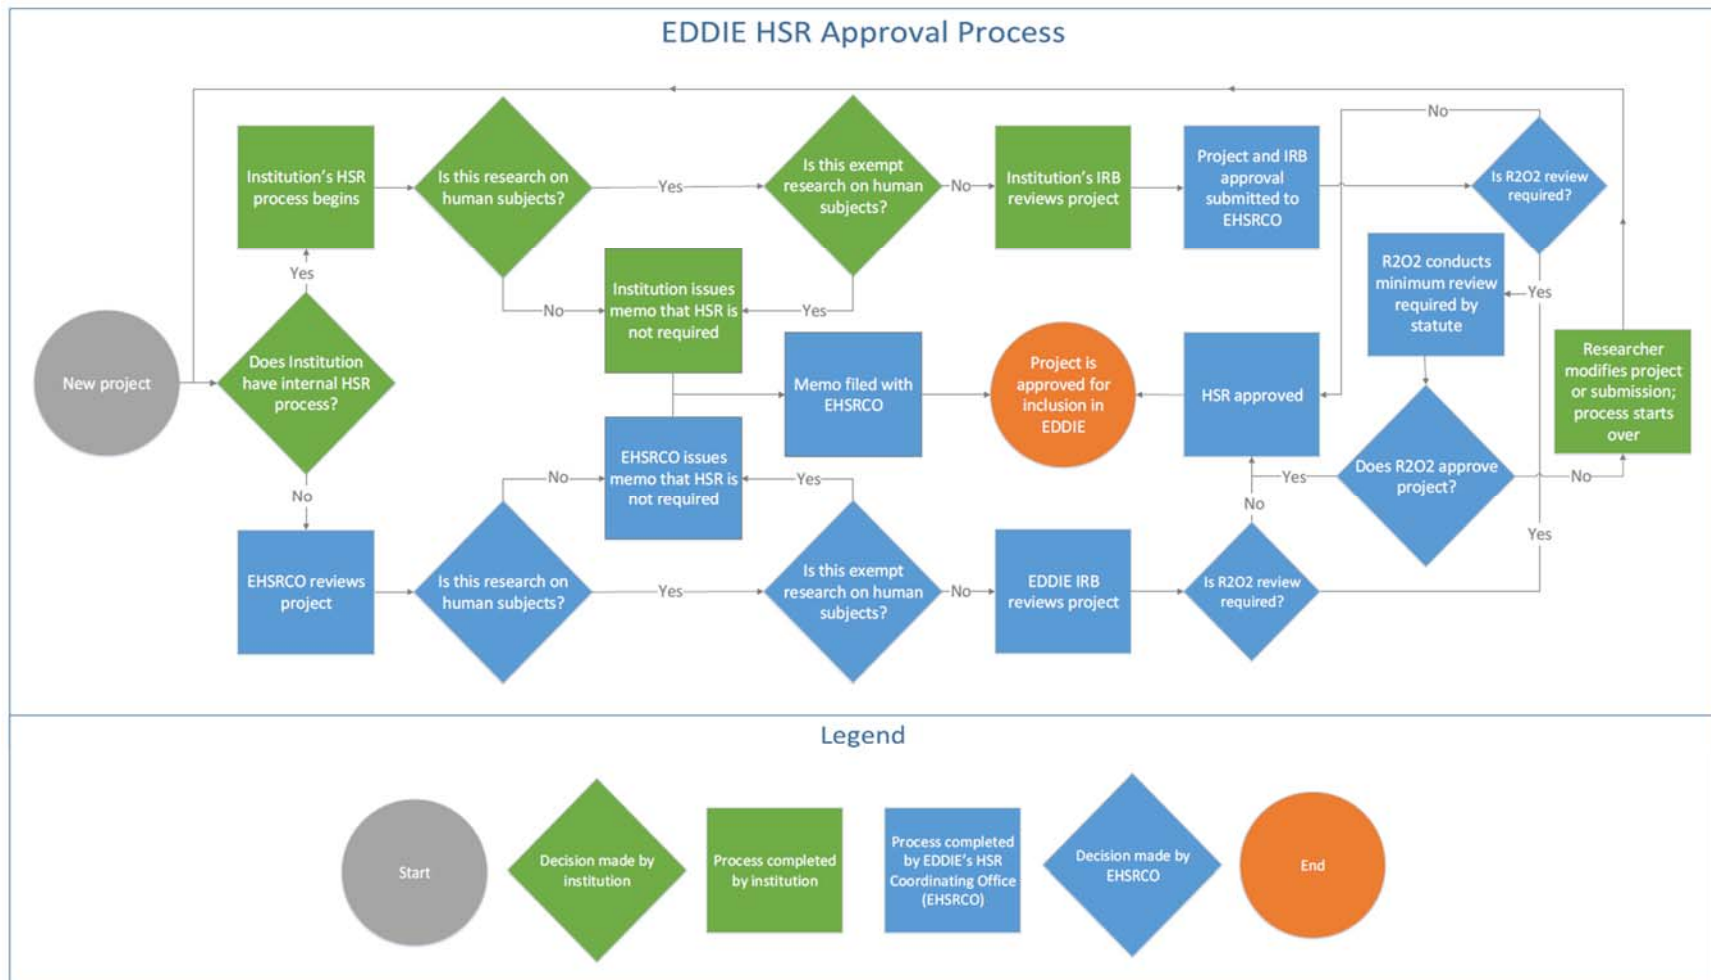 EDDIE HSR Approval Process
No
Institution's HSR
process begins
Is this research on
human subjects?
Yes
Is this exempt
research on human
subjects?
No
Institution's IRB
reviews project
Project and IRB
approval
submitted to
EHSRCO
Is R2O2 review
required?
Yes
No
Institution issues
memo that HSR is
not required
Yes
R2O2 conducts
minimum review
required by
statute
Yes
New project
Does Institution
have internal HSR
process?
Memo filed with
EHSRCO
Project is
approved for
inclusion in
EDDIE
HSR approved
Researcher
modifies project
or submission;
process starts
over
No
No
EHSRCO issues
memo that HSR is
not required
Yes
Yes
Does R2O2 approve
project?
No
No
Yes
EHSRCO reviews
project
Is this research on
human subjects?
Yes
Is this exempt
research on human
subjects?
No
EDDIE IRB
reviews project
Is R2O2 review
required?
Legend
Start
Decision made by
institution
Process completed
by institution
Process completed
by EDDIE's HSR
Coordinating Office
(EHSRCO)
Decision made by
EHSRCO
End